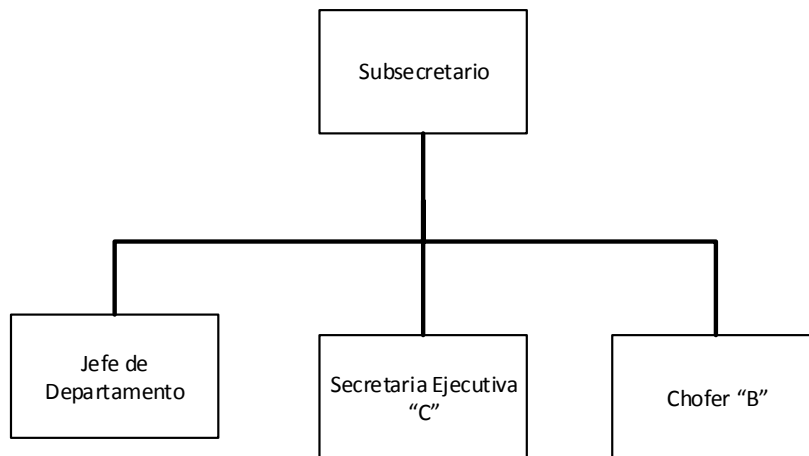 Subsecretario
Jefe de
Departamento
Secretaria Ejecutiva
“C”
Chofer “B”